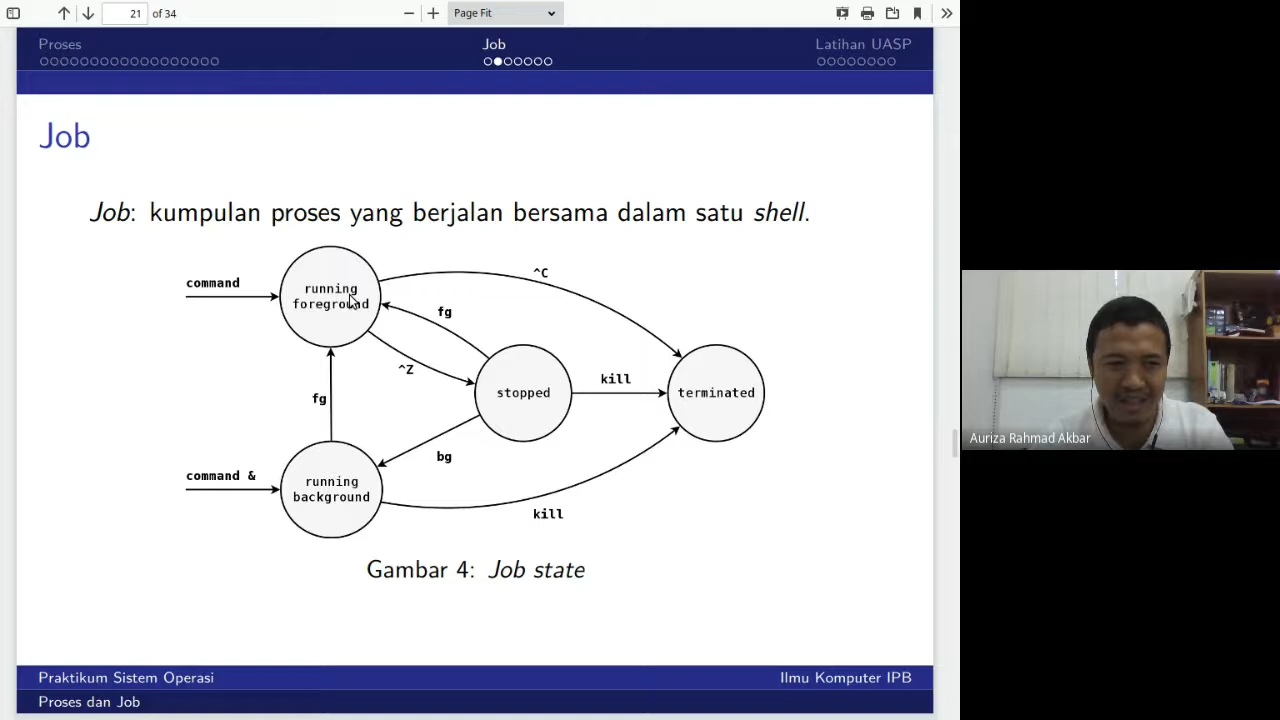 21 of 34 Page Fit
Proses Job Latihan UASP
Job
Job: kumpulan proses yang berjalan bersama dalam satu shell.
command
running
foreground
^C
fg
^Z
stopped
kill
terminated
fg
bg
command &
running
background
kill
Gambar 4: Job state
Auriza Rahmad Akbar
Praktikum Sistem Operasi Ilmu Komputer IPB
Proses dan Job